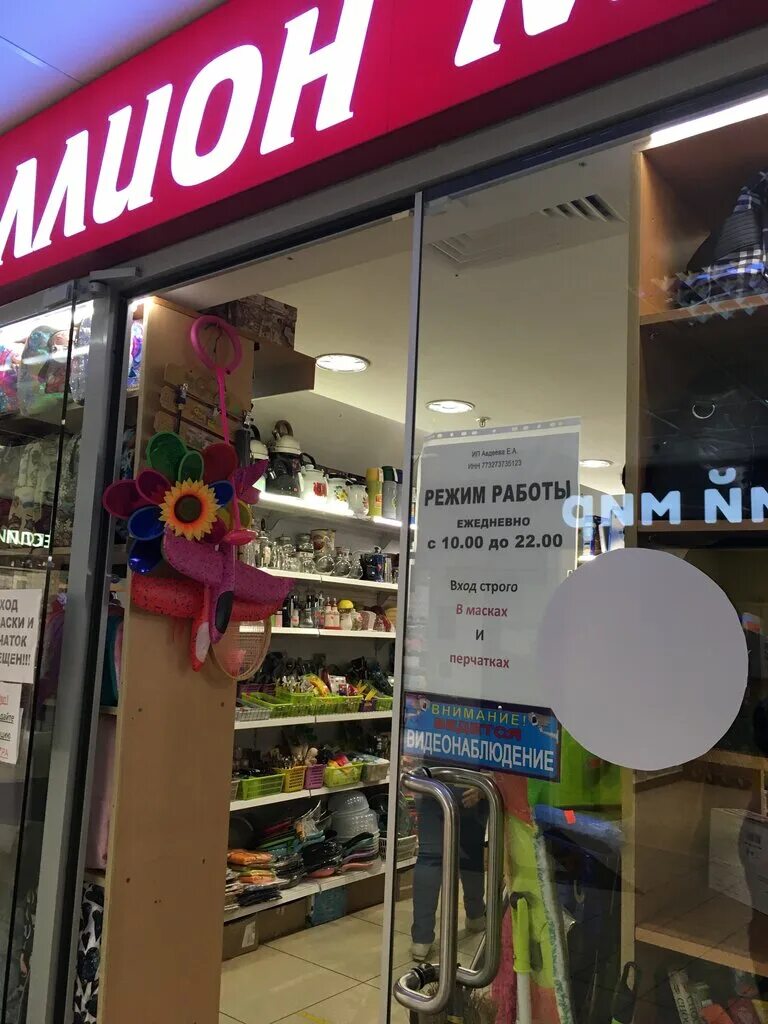 ллион м
ИП Авдеева Е.А.
ИНН 773273735123
РЕЖИМ РАБОТЫ
ЕЖЕДНЕВНО
с 10.00 до 22.00
Вход строго
В масках
И
перчатках
ВНИМАНИЕ!
ВЕДЕТСЯ
ВИДЕОНАБЛЮДЕНИЕ
ХОД
АСКИ И
ЧАТОК
ЕЩЕН!!!